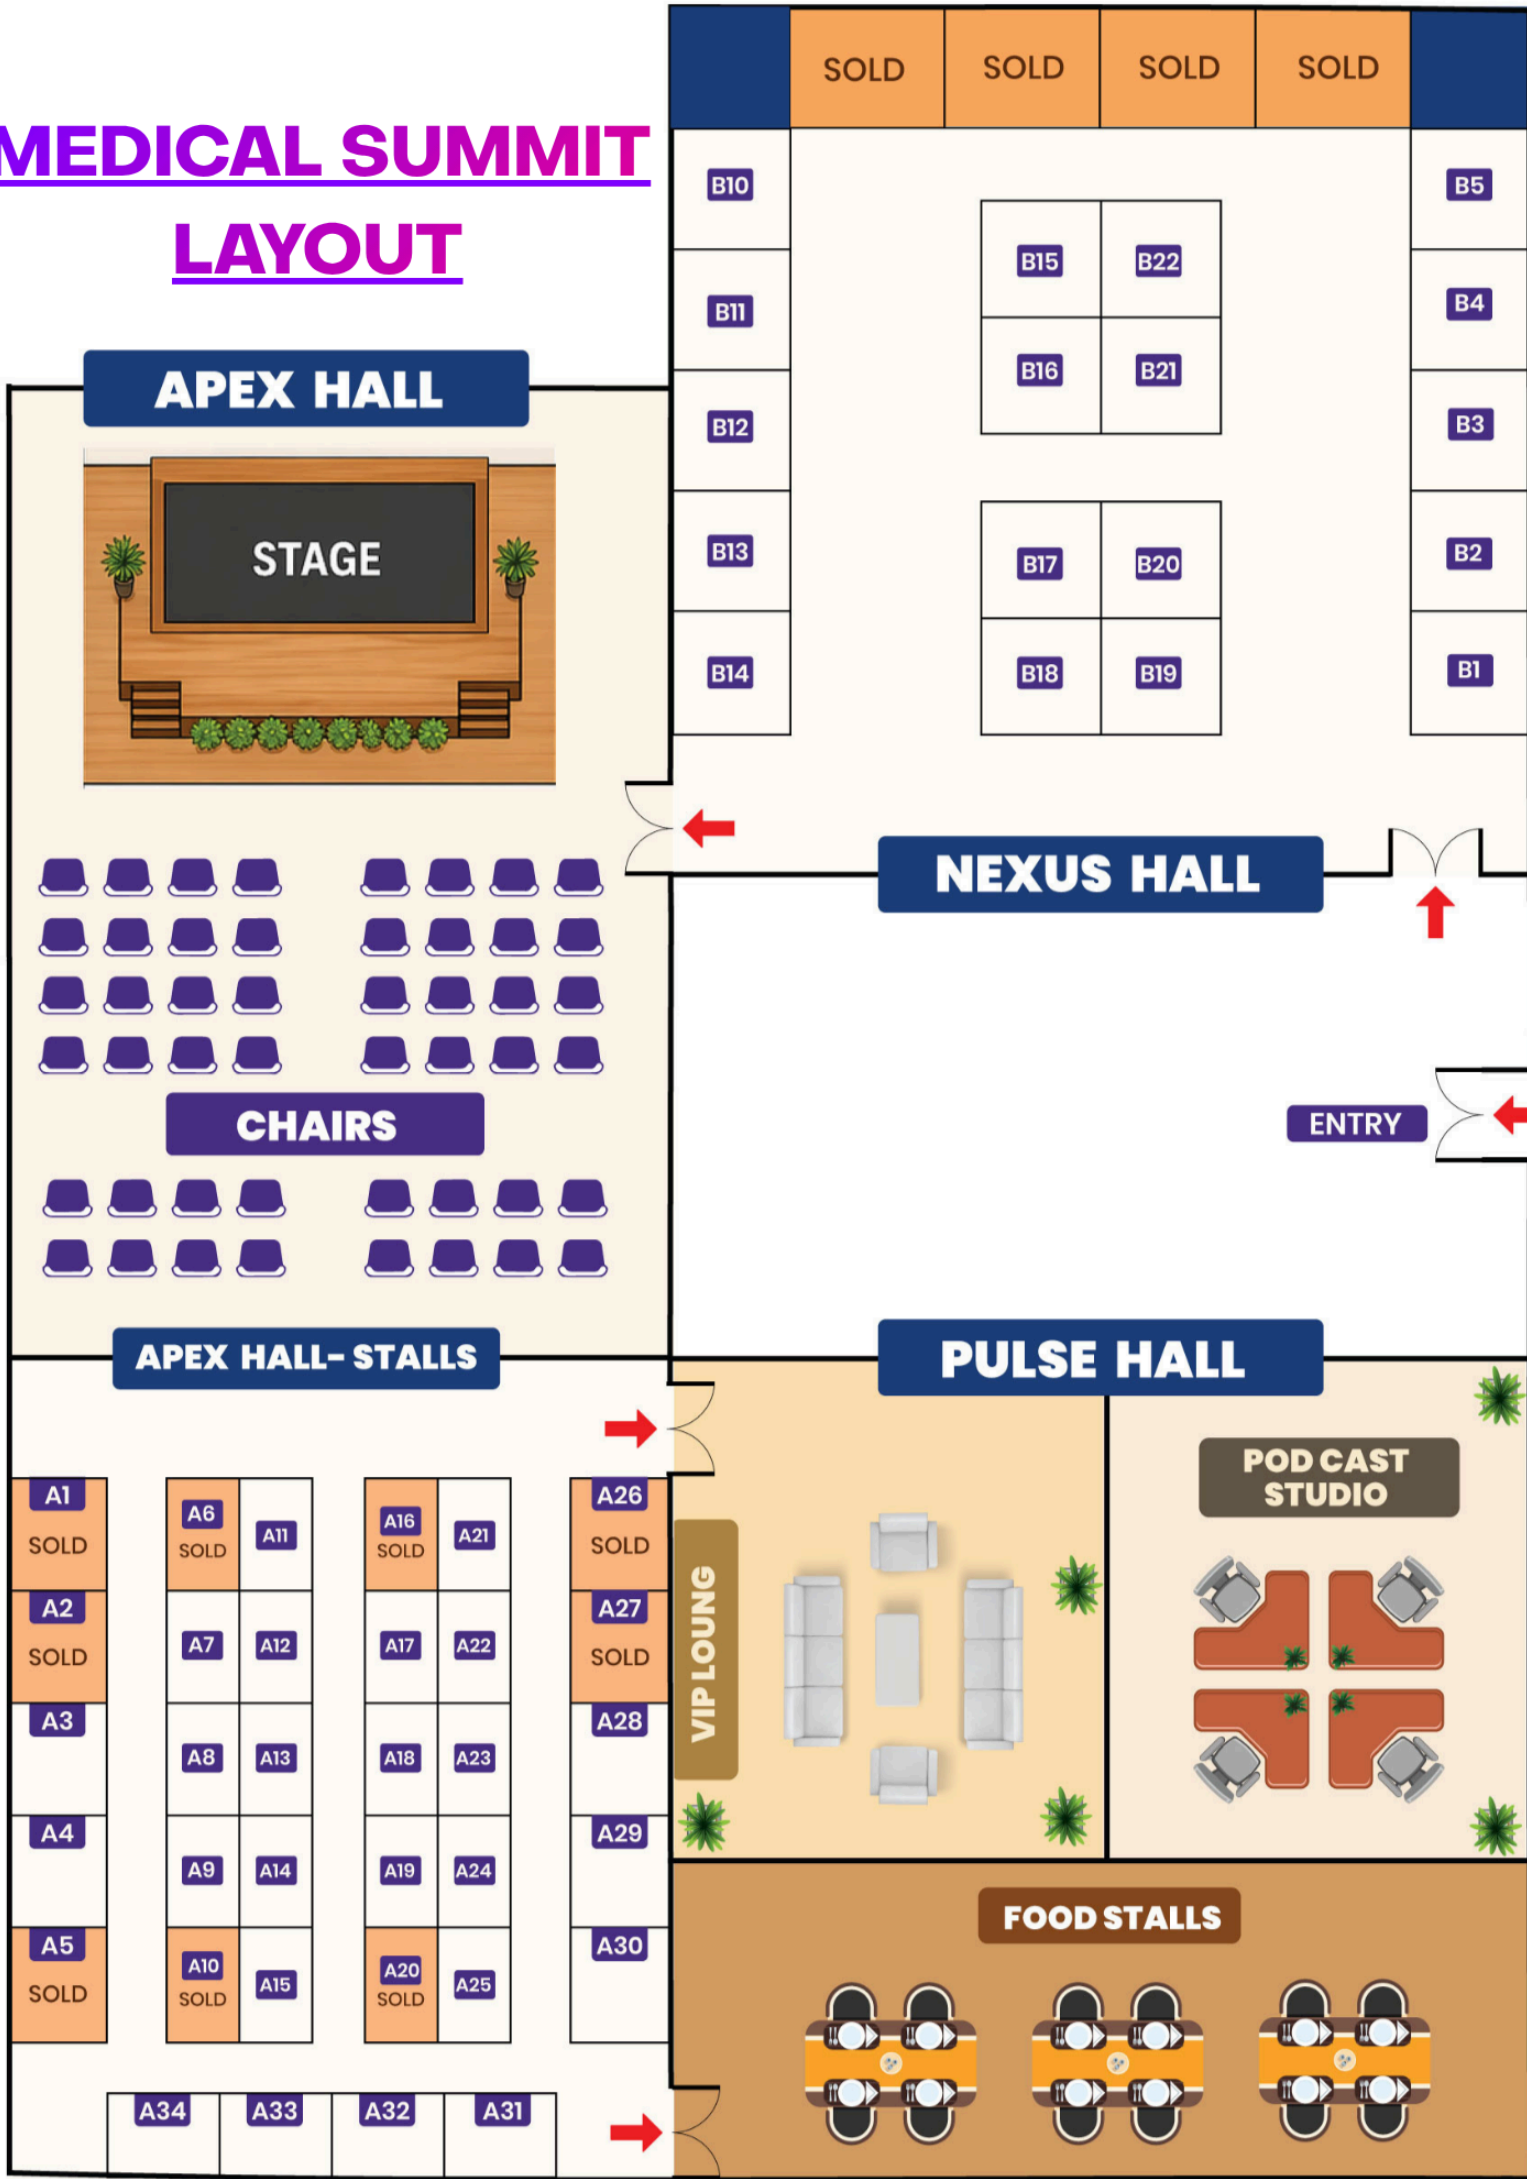 MEDICAL SUMMIT
LAYOUT
SOLD SOLD SOLD SOLD
B10
B11
B12
B13
B14
B15 B22
B16 B21
B17 B20
B18 B19
B5
B4
B3
B2
B1
NEXUS HALL
APEX HALL
STAGE
CHAIRS
ENTRY
APEX HALL- STALLS
A1
SOLD
A2
SOLD
A3
A4
A5
SOLD
A6
SOLD
A7
A8
A9
A10
SOLD
A11
A12
A13
A14
A15
A16
SOLD
A17
A18
A19
A20
SOLD
A21
A22
A23
A24
A25
A26
SOLD
A27
SOLD
A28
A29
A30
A34 A33 A32 A31
PULSE HALL
VIP LOUNG
POD CAST
STUDIO
FOOD STALLS